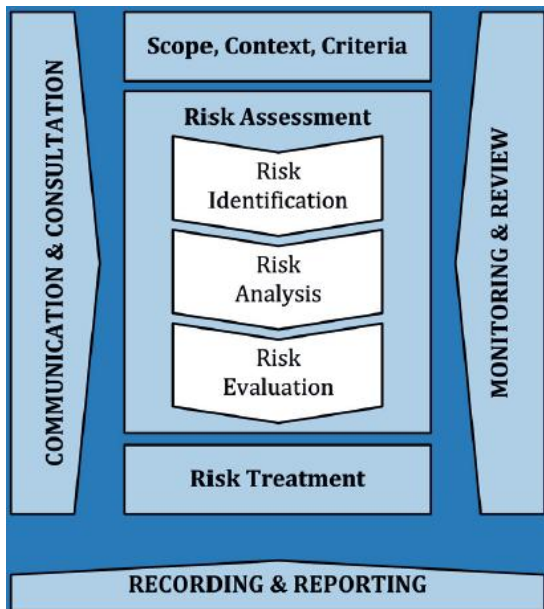 COMMUNICATION & CONSULTATION
Scope, Context, Criteria
Risk Assessment
Risk
Identification
Risk
Analysis
Risk
Evaluation
Risk Treatment
MONITORING & REVIEW
RECORDING & REPORTING